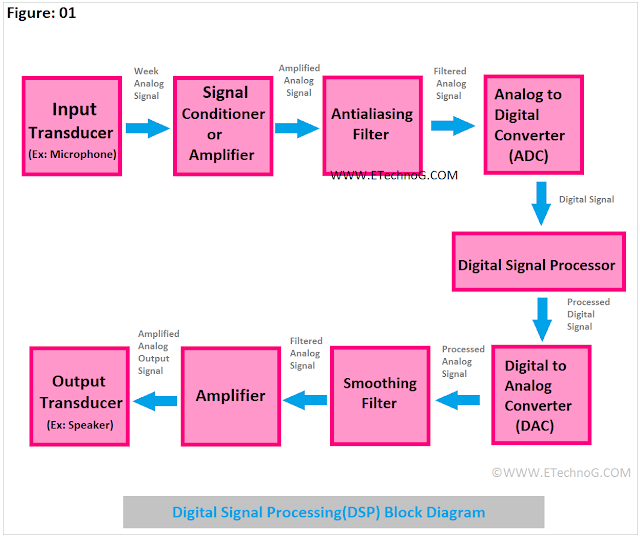 Figure: 01
Week
Analog
Signal
Amplified
Analog
Signal
Filtered
Analog
Signal
Input
Transducer
(Ex: Microphone)
Signal
Conditioner
or
Amplifier
Antialiasing
Filter
Analog to
Digital
Converter
(ADC)
WWW.ETechnoG.COM
Digital Signal
Digital Signal Processor
Processed
Digital
Signal
Digital to
Analog
Converter
(DAC)
Processed
Analog
Signal
Smoothing
Filter
Filtered
Analog
Signal
Amplifier
Amplified
Analog
Output
Signal
Output
Transducer
(Ex: Speaker)
©WWW.ETechnoG.COM
Digital Signal Processing(DSP) Block Diagram